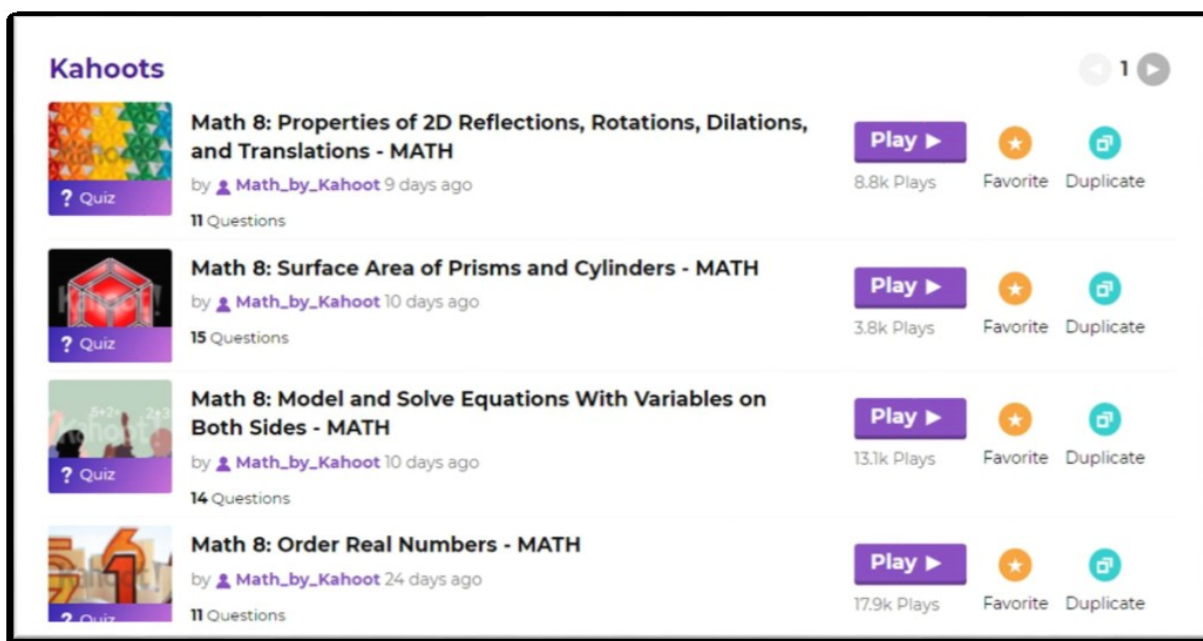 Kahoots
1
Math 8: Properties of 2D Reflections, Rotations, Dilations,
and Translations - MATH
by Math_by_Kahoot 9 days ago
11 Questions
? Quiz
Play
8.8k Plays
Favorite
Duplicate
Math 8: Surface Area of Prisms and Cylinders - MATH
by Math_by_Kahoot 10 days ago
15 Questions
Kahoot!
? Quiz
Play
3.8k Plays
Favorite
Duplicate
Math 8: Model and Solve Equations With Variables on
Both Sides - MATH
by Math_by_Kahoot 10 days ago
14 Questions
Kahoot!
? Quiz
Play
13.1k Plays
Favorite
Duplicate
Math 8: Order Real Numbers - MATH
by Math_by_Kahoot 24 days ago
11 Questions
Kahoot!
? Quiz
Play
17.9k Plays
Favorite
Duplicate